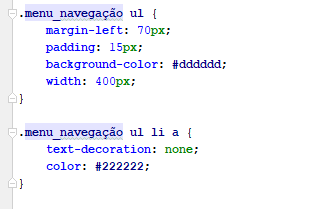 .menu_navegação ul {
    margin-left: 70px;
    padding: 15px;
    background-color: #dddddd;
    width: 400px;
}
.menu_navegação ul li a {
    text-decoration: none;
    color: #222222;
}